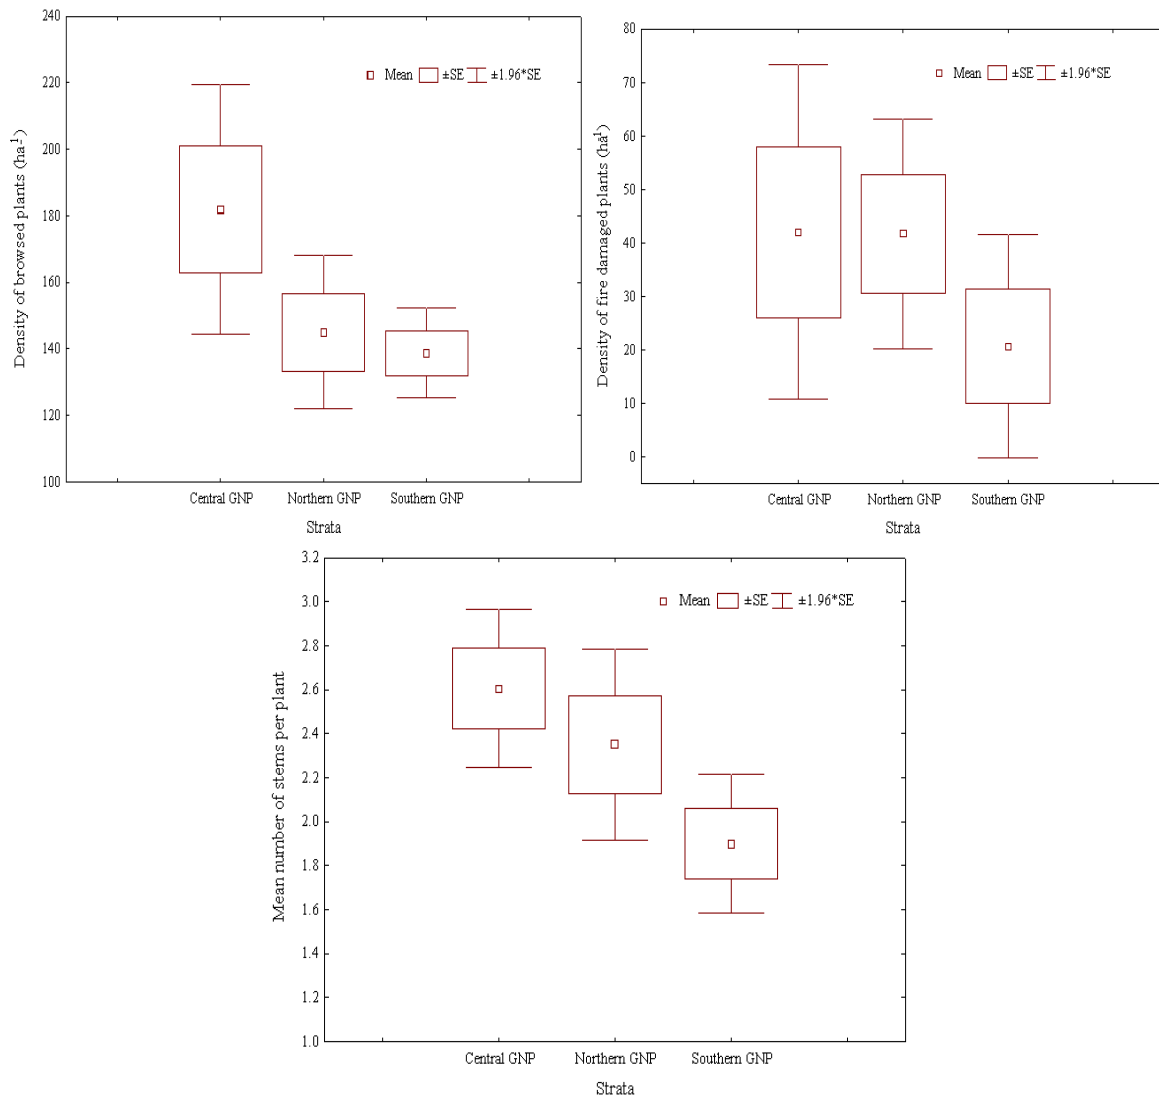 Density of browsed plants (ha-1)
240
220
200
180
160
140
120
100
Mean ±SE ±1.96*SE
Central GNP Northern GNP Southern GNP
Strata
Density of fire damaged plants (ha1)
80
70
60
50
40
30
20
10
0
Mean ±SE ±1.96*SE
Central GNP Northern GNP Southern GNP
Strata
Mean number of stems per plant
3.2
3.0
2.8
2.6
2.4
2.2
2.0
1.8
1.6
1.4
1.2
1.0
Mean ±SE ±1.96*SE
Central GNP Northern GNP Southern GNP
Strata